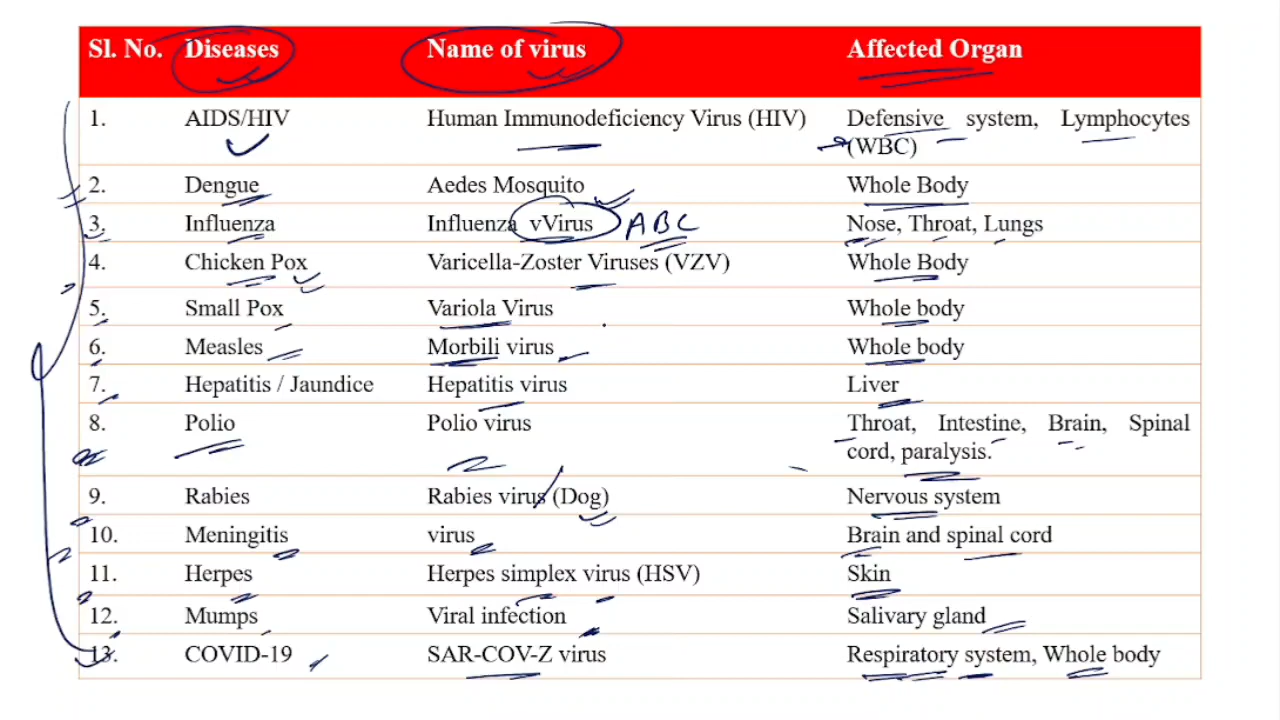 Sl. No. Diseases Name of virus Affected Organ
1. AIDS/HIV Human Immunodeficiency Virus (HIV) Defensive system, Lymphocytes
(WBC)
2. Dengue Aedes Mosquito Whole Body
3. Influenza Influenza vVirus ABC Nose, Throat, Lungs
4. Chicken Pox Varicella-Zoster Viruses (VZV) Whole Body
5. Small Pox Variola Virus Whole body
6. Measles Morbili virus Whole body
7. Hepatitis / Jaundice Hepatitis virus Liver
8. Polio Polio virus Throat, Intestine, Brain, Spinal
cord, paralysis.
9. Rabies Rabies virus (Dog) Nervous system
10. Meningitis virus Brain and spinal cord
11. Herpes Herpes simplex virus (HSV) Skin
12. Mumps Viral infection Salivary gland
13. COVID-19 SAR-COV-Z virus Respiratory system, Whole body